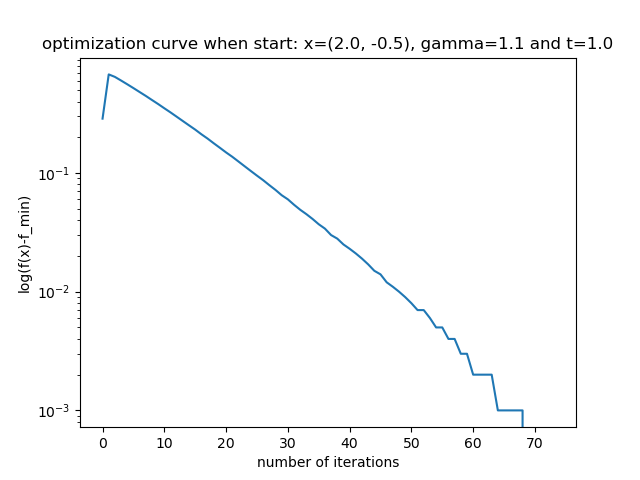 optimization curve when start: x=(2.0, -0.5), gamma=1.1 and t=1.0
log(f(x)-f_min)
10⁻¹
10⁻²
10⁻³
0 10 20 30 40 50 60 70
number of iterations